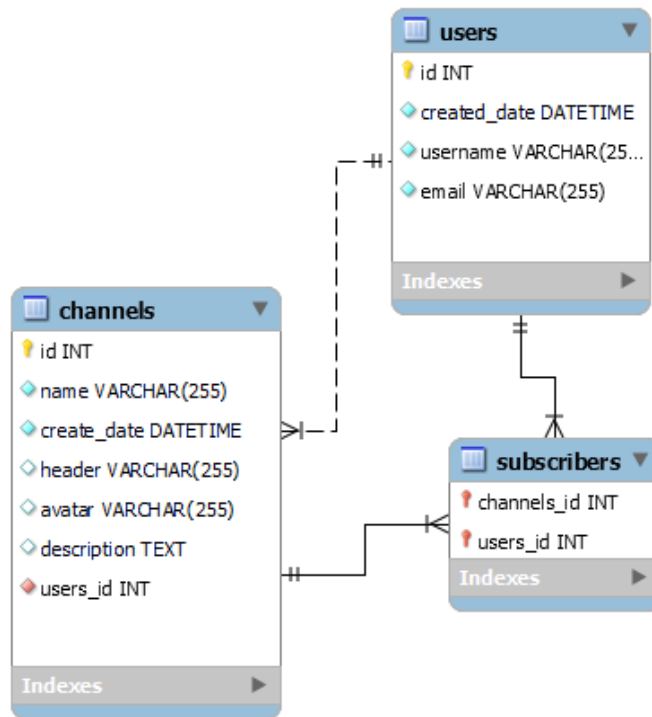 users
id INT
created_date DATETIME
username VARCHAR(25...
email VARCHAR(255)
Indexes
channels
id INT
name VARCHAR(255)
create_date DATETIME
header VARCHAR(255)
avatar VARCHAR(255)
description TEXT
users_id INT
Indexes
subscribers
channels_id INT
users_id INT
Indexes